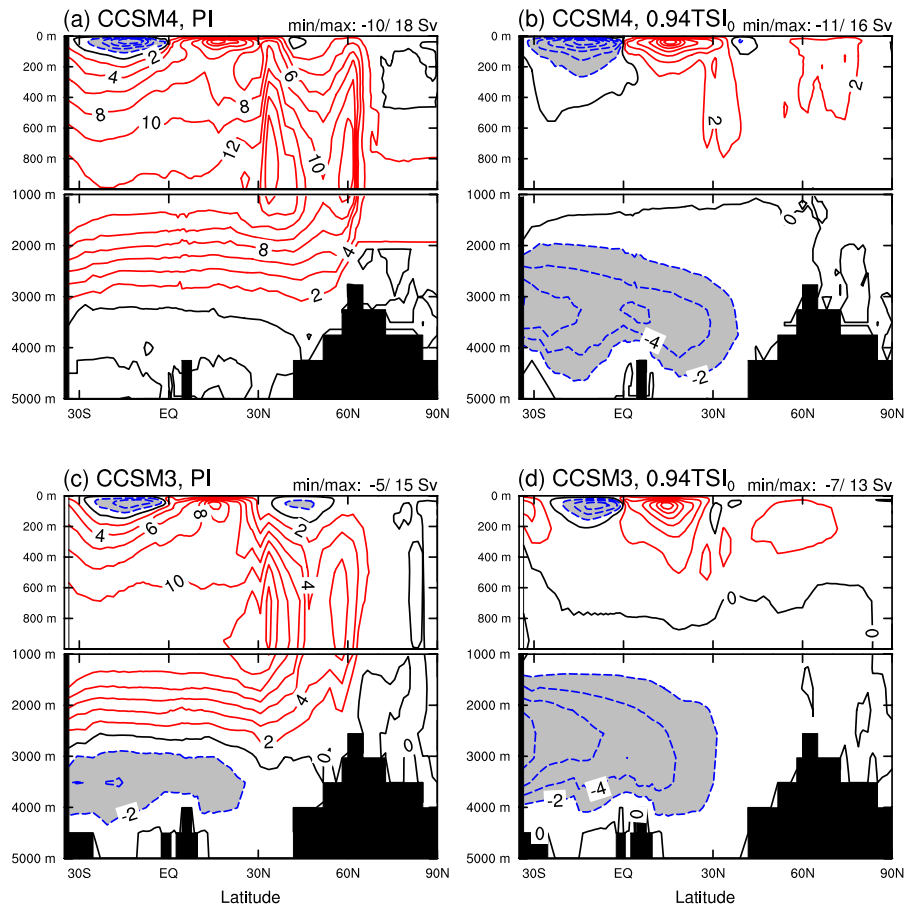 (a) CCSM4, PI min/max: -10/ 18 Sv
0 m
200 m
400 m
600 m
800 m
1000 m
2000 m
3000 m
4000 m
5000 m
4
2
6
8
8
10
12
10
8
4
2
30S EQ 30N 60N 90N
(b) CCSM4, 0.94TSI₀ min/max: -11/ 16 Sv
0 m
200 m
400 m
600 m
800 m
1000 m
2000 m
3000 m
4000 m
5000 m
2
2
0
-4
-2
30S EQ 30N 60N 90N
(c) CCSM3, PI min/max: -5/ 15 Sv
0 m
200 m
400 m
600 m
800 m
1000 m
2000 m
3000 m
4000 m
5000 m
4
6
8
2
10
4
4
2
0
0
-2
30S EQ 30N 60N 90N
Latitude
(d) CCSM3, 0.94TSI₀ min/max: -7/ 13 Sv
0 m
200 m
400 m
600 m
800 m
1000 m
2000 m
3000 m
4000 m
5000 m
0
0
-2
-4
0
0
30S EQ 30N 60N 90N
Latitude